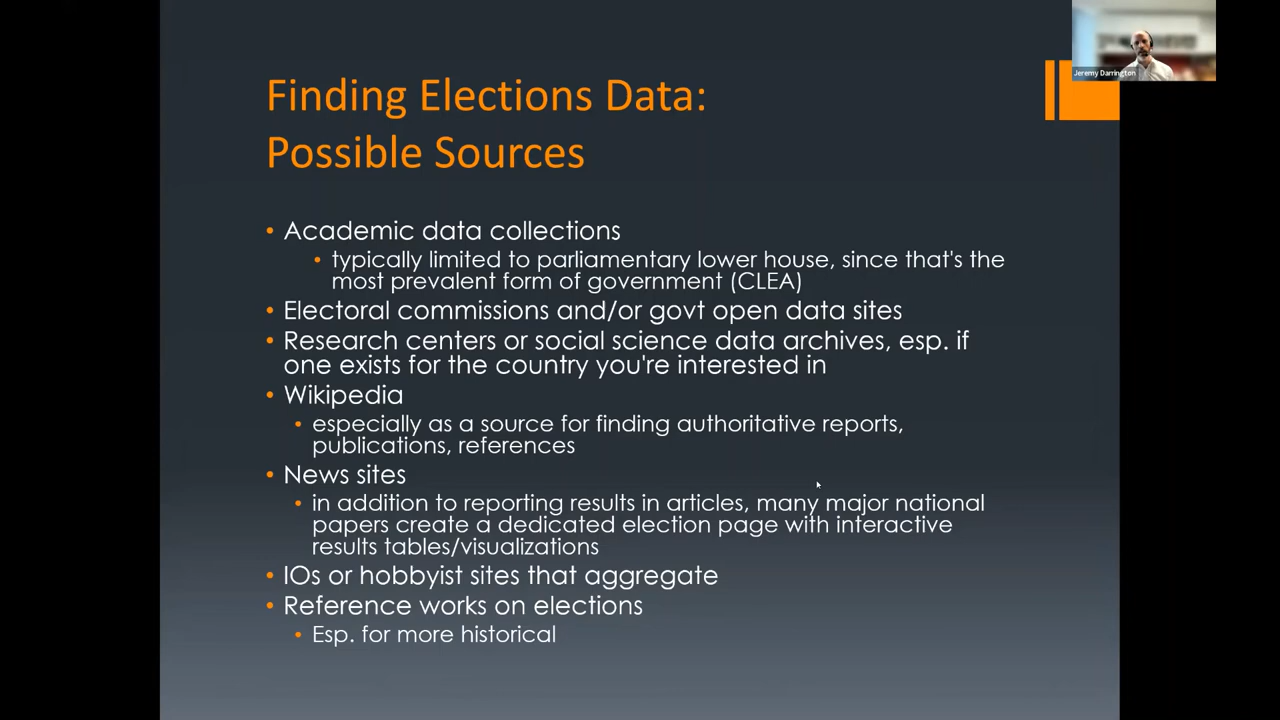 Jeremy Darrington
Finding Elections Data:
Possible Sources
• Academic data collections
• typically limited to parliamentary lower house, since that's the
most prevalent form of government (CLEA)
• Electoral commissions and/or govt open data sites
• Research centers or social science data archives, esp. if
one exists for the country you're interested in
• Wikipedia
• especially as a source for finding authoritative reports,
publications, references
• News sites
• in addition to reporting results in articles, many major national
papers create a dedicated election page with interactive
results tables/visualizations
• IOs or hobbyist sites that aggregate
• Reference works on elections
• Esp. for more historical